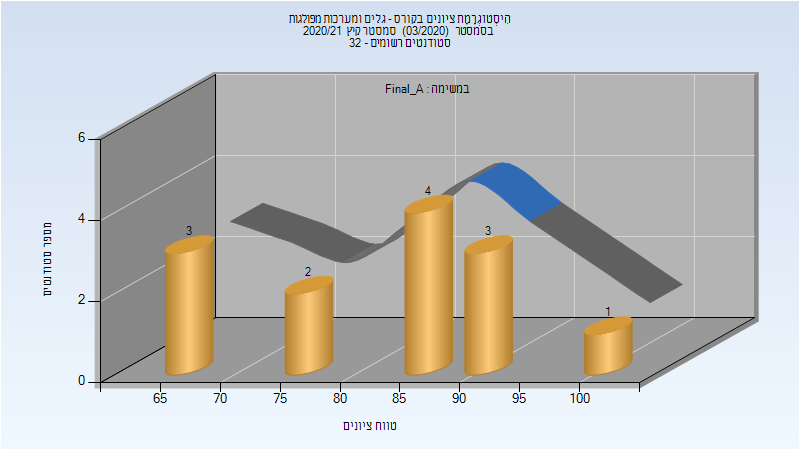 היסטוגרמת ציונים בקורס - גלים ומערכות מפולגות
בסמסטר (03/2020) סמסטר קיץ 2020/21
סטודנטים רשומים - 32
במשימה : Final_A
6
4
2
0
מספר סטודנטים
3
2
4
3
1
65 70 75 80 85 90 95 100
טווח ציונים